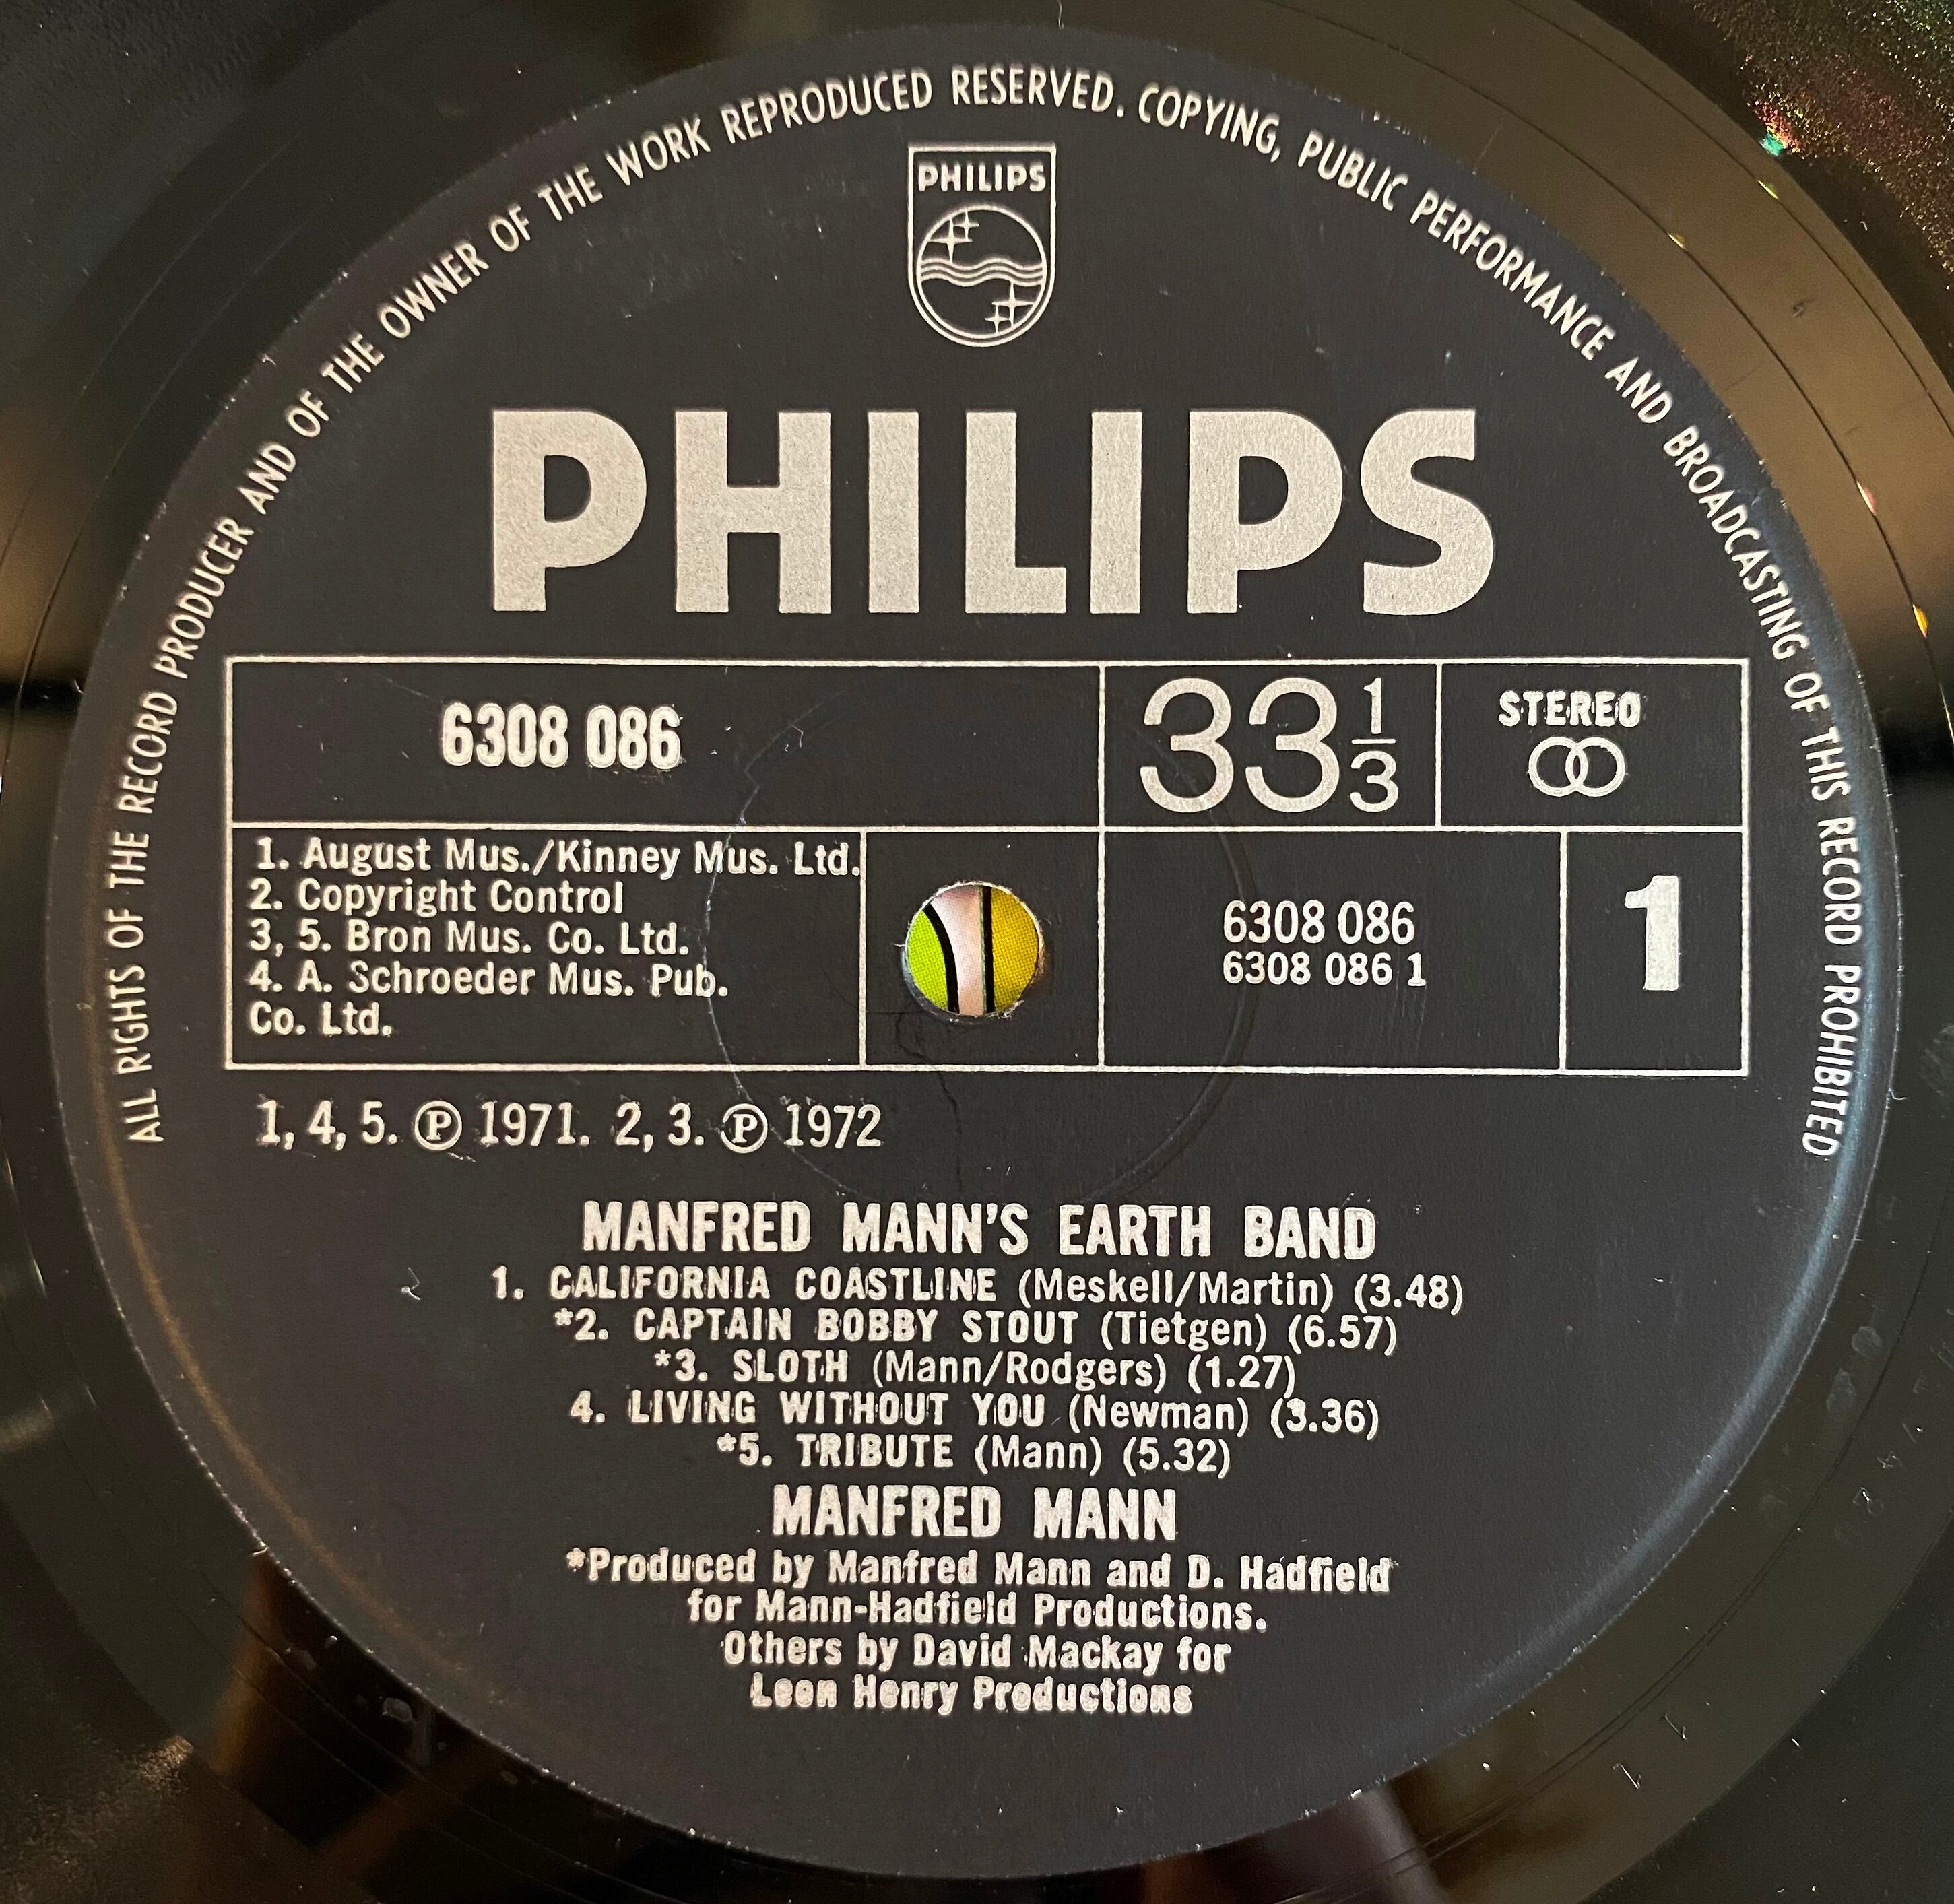 ALL RIGHTS OF THE RECORD PRODUCER AND OF THE OWNER OF THE WORK REPRODUCED RESERVED. COPYING, PUBLIC PERFORMANCE AND BROADCASTING OF THIS RECORD PROHIBITED
PHILIPS
PHILIPS
6308 086
33 1/3
STEREO
1. August Mus./Kinney Mus. Ltd.
2. Copyright Control
3, 5. Bron Mus. Co. Ltd.
4. A. Schroeder Mus. Pub.
Co. Ltd.
6308 086
6308 086 1
1
1, 4, 5. Ⓟ 1971. 2, 3. Ⓟ 1972
MANFRED MANN'S EARTH BAND
1. CALIFORNIA COASTLINE (Meskell/Martin) (3.48)
*2. CAPTAIN BOBBY STOUT (Tietgen) (6.57)
*3. SLOTH (Mann/Rodgers) (1.27)
4. LIVING WITHOUT YOU (Newman) (3.36)
*5. TRIBUTE (Mann) (5.32)
MANFRED MANN
*Produced by Manfred Mann and D. Hadfield
for Mann-Hadfield Productions.
Others by David Mackay for
Leon Henry Productions